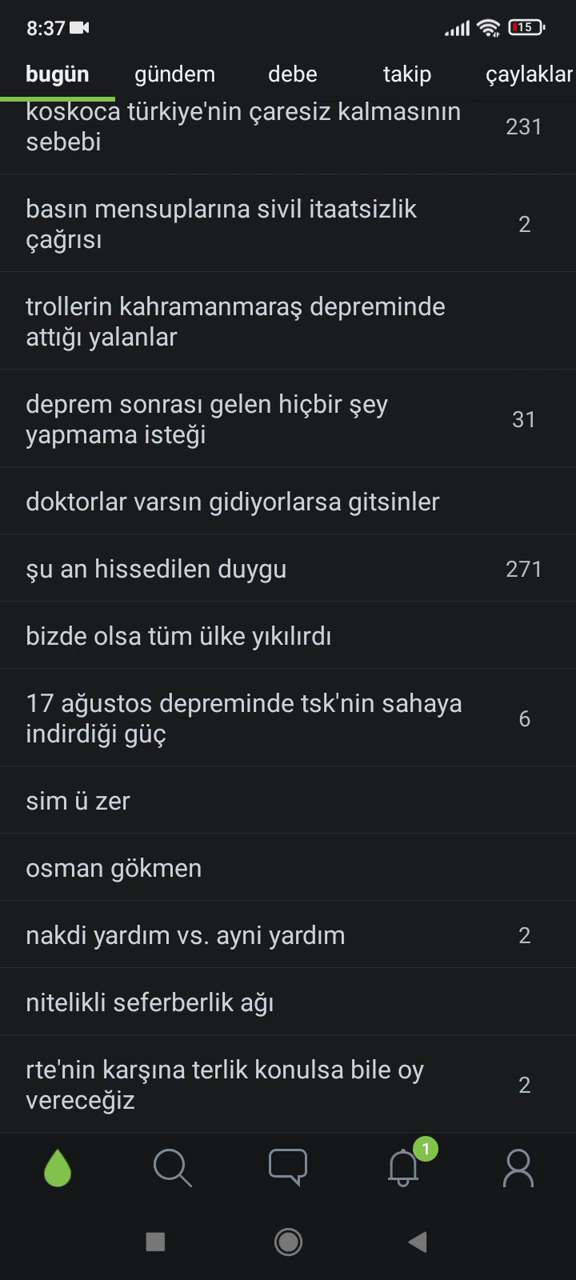 8:37
15
bugün gündem debe takip çaylaklar
koskoca türkiye'nin çaresiz kalmasının
sebebi
231
basın mensuplarına sivil itaatsizlik
çağrısı
2
trollerin kahramanmaraş depreminde
attığı yalanlar
deprem sonrası gelen hiçbir şey
yapmama isteği
31
doktorlar varsın gidiyorlarsa gitsinler
şu an hissedilen duygu 271
bizde olsa tüm ülke yıkılırdı
17 ağustos depreminde tsk'nin sahaya
indirdiği güç
6
sim ü zer
osman gökmen
nakdi yardım vs. ayni yardım 2
nitelikli seferberlik ağı
rte'nin karşına terlik konulsa bile oy
vereceğiz
2
1